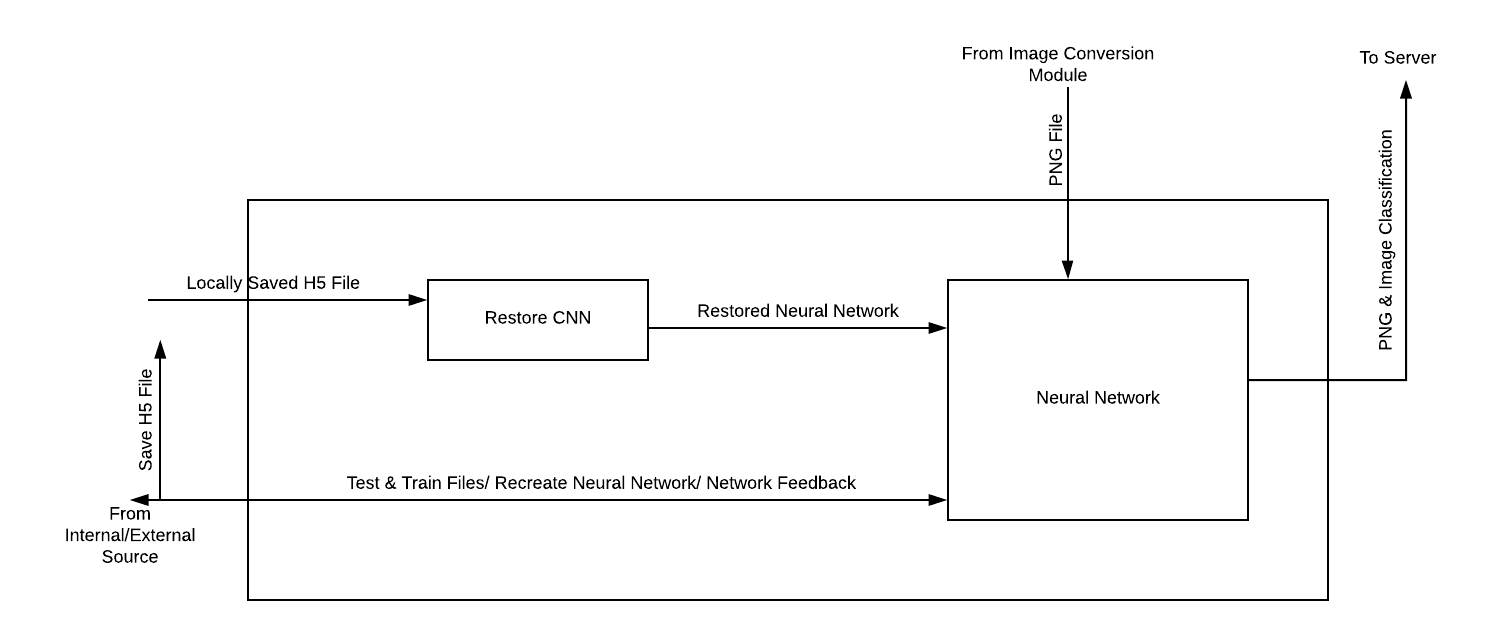 From Image Conversion
Module
To Server
PNG File
PNG & Image Classification
Locally Saved H5 File
Restore CNN
Restored Neural Network
Neural Network
Save H5 File
Test & Train Files/ Recreate Neural Network/ Network Feedback
From
Internal/External
Source